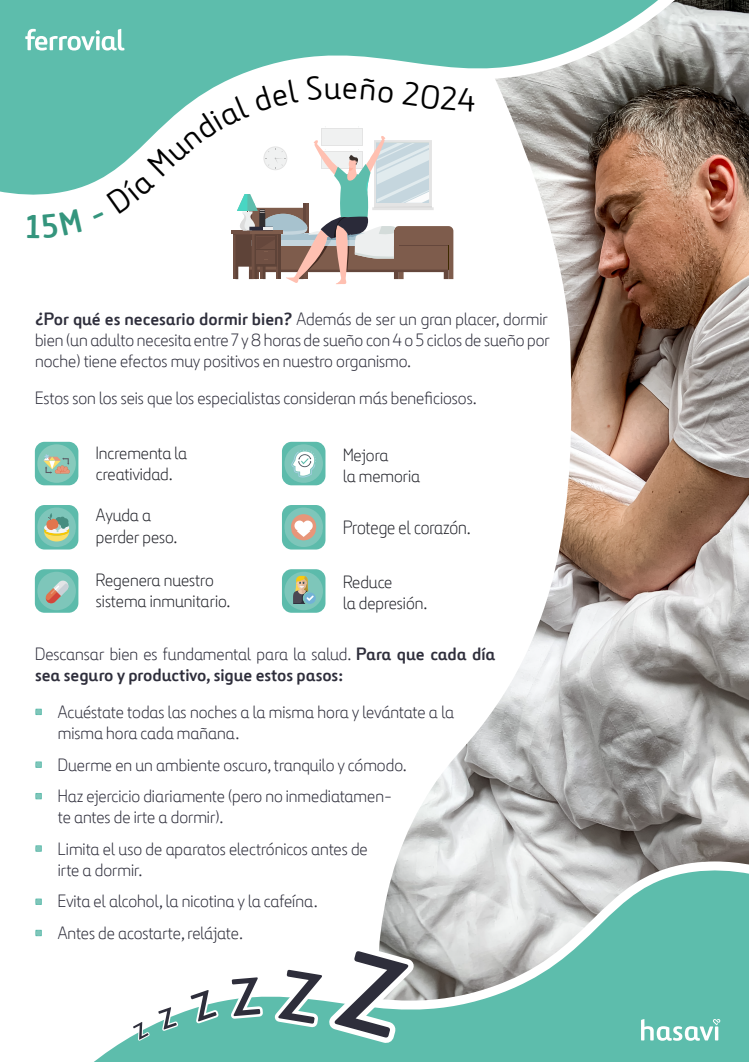 ferrovial
15M - Día Mundial del Sueño 2024
¿Por qué es necesario dormir bien? Además de ser un gran placer, dormir
bien (un adulto necesita entre 7 y 8 horas de sueño con 4 o 5 ciclos de sueño por
noche) tiene efectos muy positivos en nuestro organismo.
Estos son los seis que los especialistas consideran más beneficiosos.
Incrementa la
creatividad.
Mejora
la memoria
Ayuda a
perder peso.
Protege el corazón.
Regenera nuestro
sistema inmunitario.
Reduce
la depresión.
Descansar bien es fundamental para la salud. Para que cada día
sea seguro y productivo, sigue estos pasos:
Acuéstate todas las noches a la misma hora y levántate a la
misma hora cada mañana.
Duerme en un ambiente oscuro, tranquilo y cómodo.
Haz ejercicio diariamente (pero no inmediatamen-
te antes de irte a dormir).
Limita el uso de aparatos electrónicos antes de
irte a dormir.
Evita el alcohol, la nicotina y la cafeína.
Antes de acostarte, relájate.
z z z z z z
hasavi